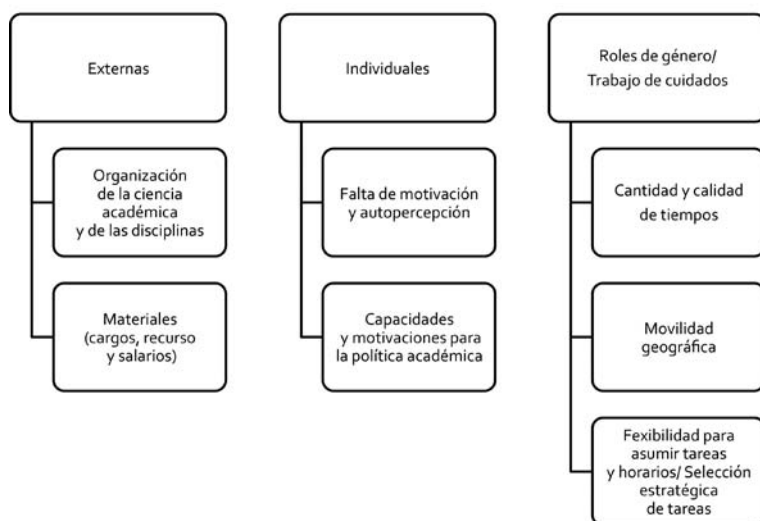 Externas
Organización
de la ciencia
académica
y de las disciplinas
Materiales
(cargos, recurso
y salarios)
Individuales
Falta de motivación
y autopercepción
Capacidades
y motivaciones para
la política académica
Roles de género/
Trabajo de cuidados
Cantidad y calidad
de tiempos
Movilidad
geográfica
Fexibilidad para
asumir tareas
y horarios/ Selección
estratégica
de tareas